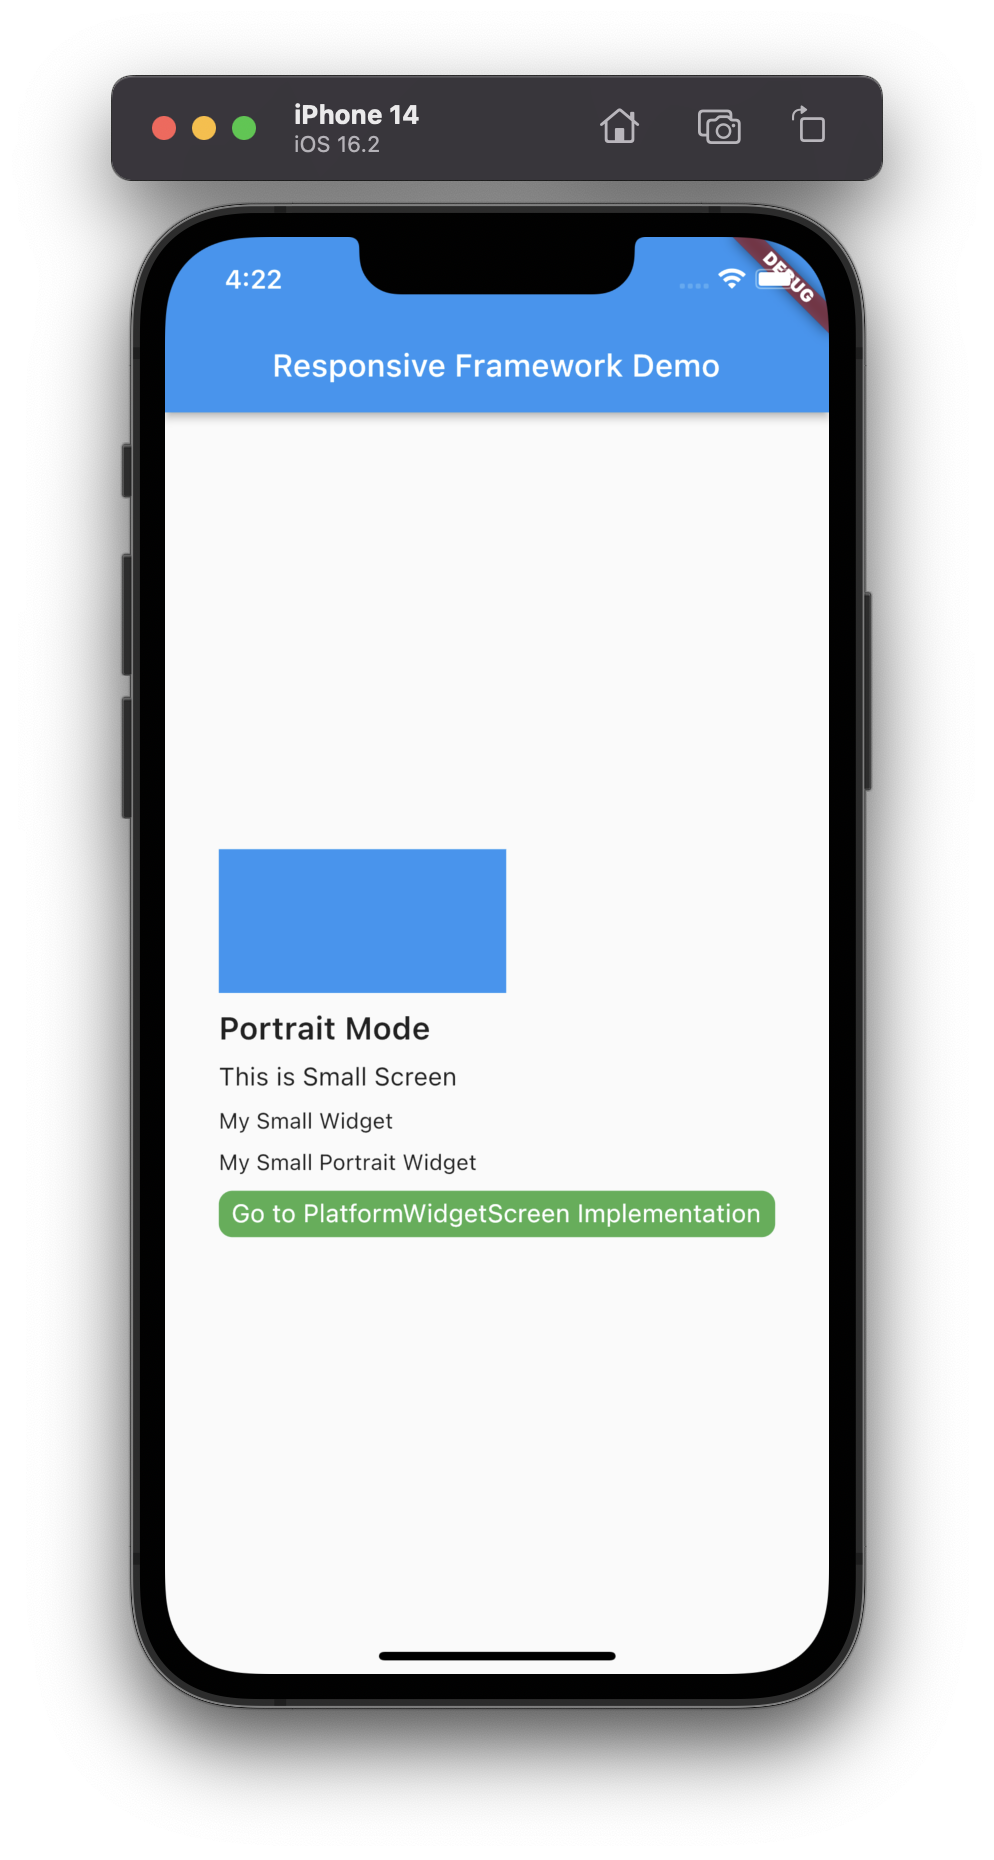 iPhone 14
iOS 16.2
4:22
DEBUG
Responsive Framework Demo
Portrait Mode
This is Small Screen
My Small Widget
My Small Portrait Widget
Go to PlatformWidgetScreen Implementation